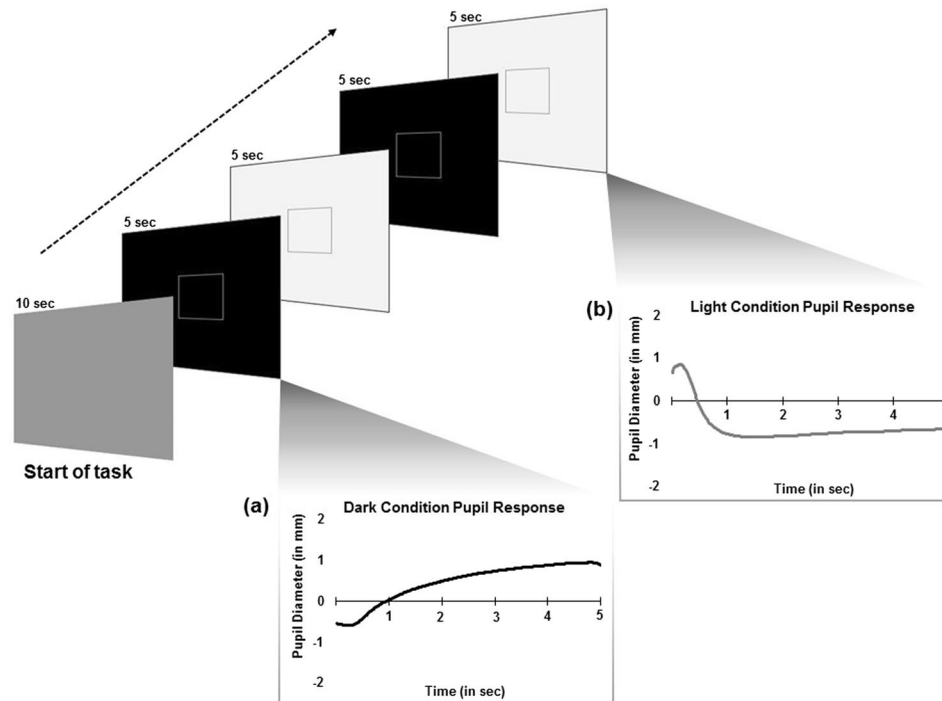 5 sec
5 sec
5 sec
5 sec
10 sec
Start of task
(b)
Light Condition Pupil Response
Pupil Diameter (in mm)
2
1
0
-1
-2
1
2
3
4
Time (in sec)
(a)
Dark Condition Pupil Response
Pupil Diameter (in mm)
2
1
0
-1
-2
1
2
3
4
5
Time (in sec)